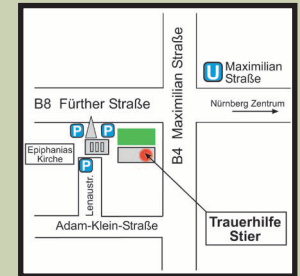 U
Maximilian
Straße
B8 Fürther Straße
Nürnberg Zentrum
B4 Maximilian Straße
P
P
P
Epiphanias
Kirche
Lenaustr.
Adam-Klein-Straße
Trauerhilfe
Stier